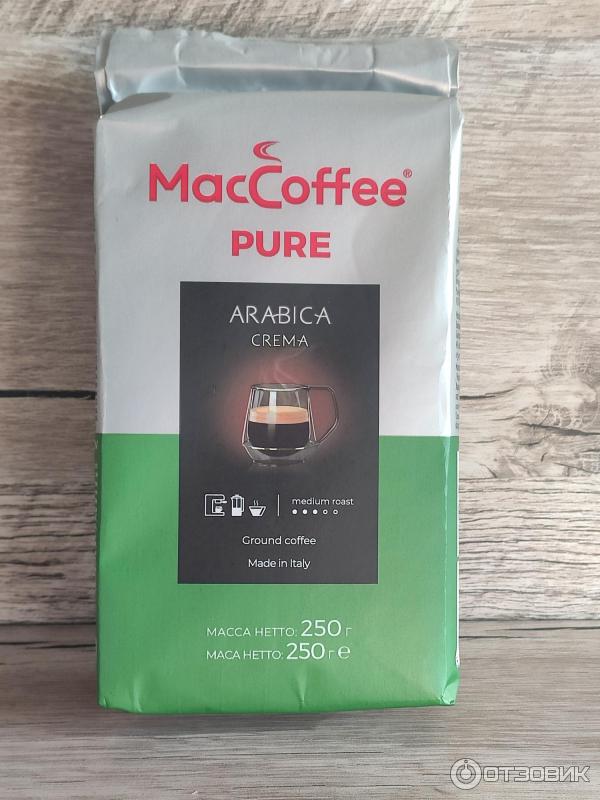 MacCoffee®
PURE
ARABICA
CREMA
medium roast
Ground coffee
Made in Italy
МАССА НЕТТО: 250 г
МАСА НЕТТО: 250 г e
ОТЗОВИК